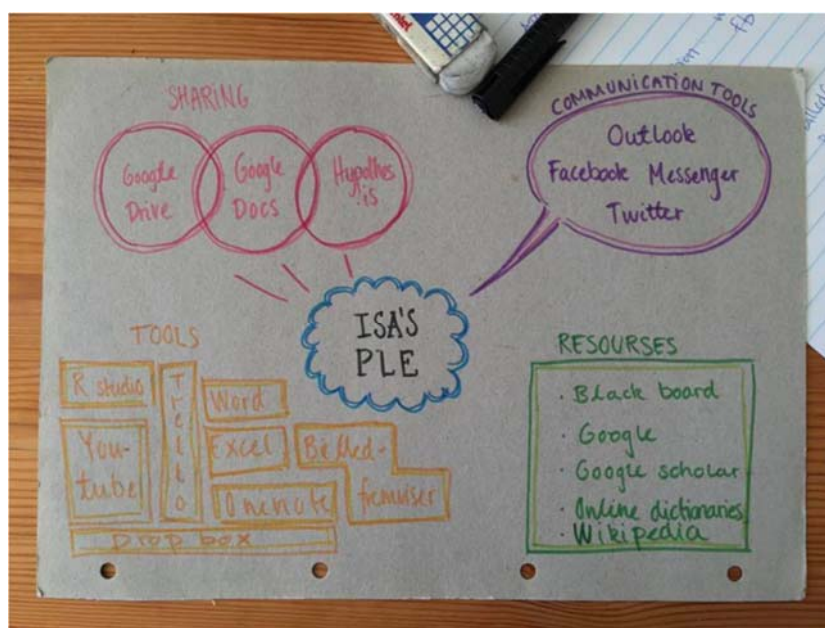 SHARING
Google Drive
Google Docs
Hypothes.is
COMMUNICATION TOOLS
Outlook
Facebook Messenger
Twitter
ISA'S
PLE
TOOLS
R studio
Trello
Word
You-
tube
Excel
Billed-
fremviser
Onenote
Drop box
RESOURSES
· Black board
· Google
· Google scholar
· Online dictionaries
· Wikipedia